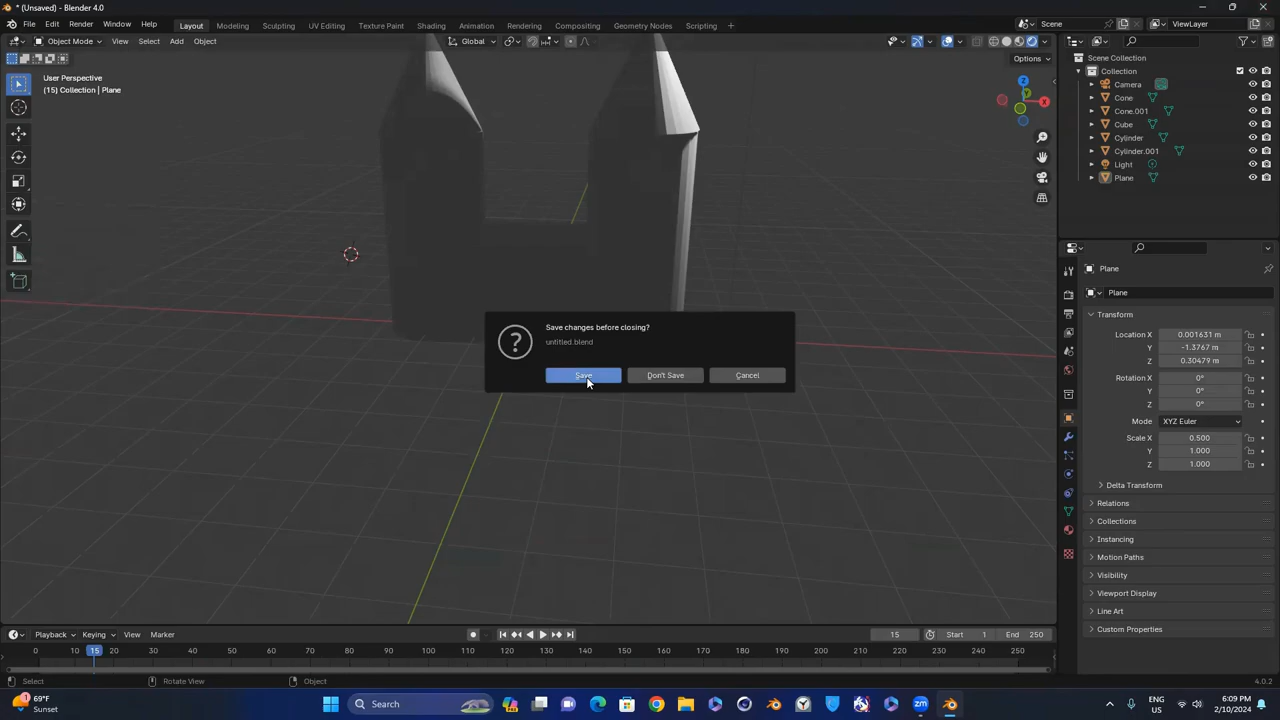 * (Unsaved) - Blender 4.0
File Edit Render Window Help Layout Modeling Sculpting UV Editing Texture Paint Shading Animation Rendering Compositing Geometry Nodes Scripting + Scene ViewLayer
Object Mode View Select Add Object Global
Options
User Perspective
(15) Collection | Plane
Z
X
Scene Collection
Collection
Camera
Cone
Cone.001
Cube
Cylinder
Cylinder.001
Light
Plane
Save changes before closing?
untitled.blend
Save Don't Save Cancel
Plane
Plane
Transform
Location X 0.001631 m
Y -1.3767 m
Z 0.30479 m
Rotation X 0°
Y 0°
Z 0°
Mode XYZ Euler
Scale X 0.500
Y 1.000
Z 1.000
Delta Transform
Relations
Collections
Instancing
Motion Paths
Visibility
Viewport Display
Line Art
Custom Properties
Playback Keying View Marker 15 Start 1 End 250
0 10 15 20 30 40 50 60 70 80 90 100 110 120 130 140 150 160 170 180 190 200 210 220 230 240 250
Select Rotate View Object 4.0.2
1 69°F
Sunset
Search
zm
ENG
IN
6:09 PM
2/10/2024